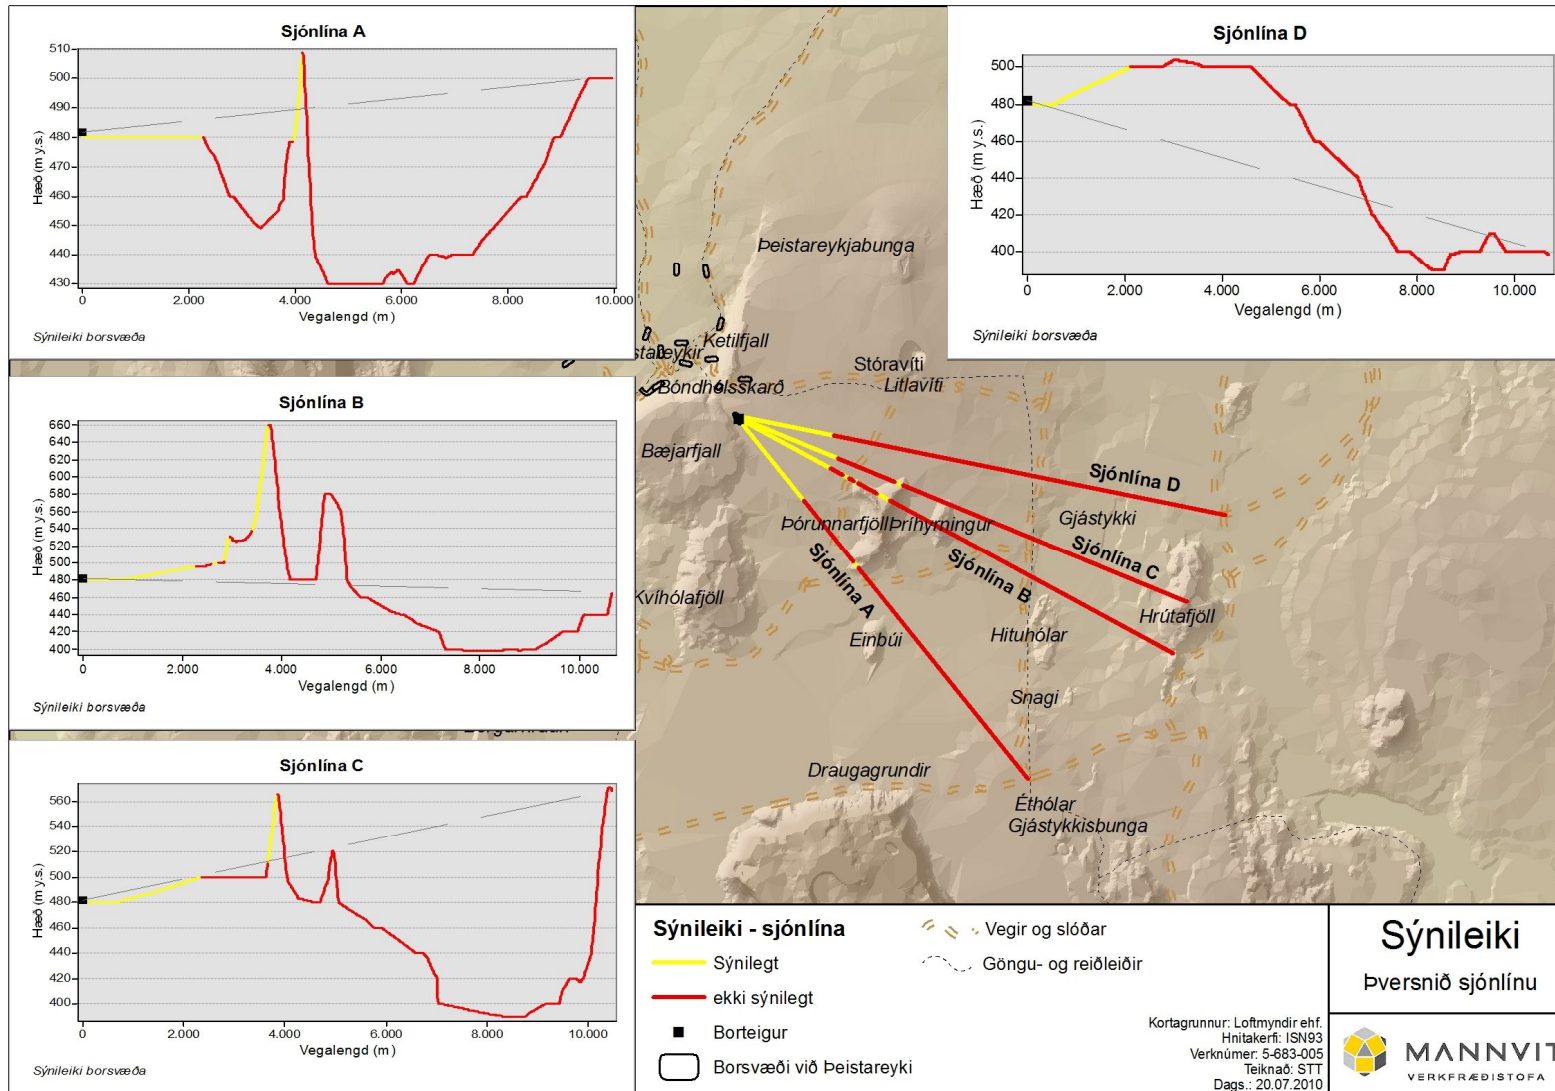 Sjónlína A
510
500
490
480
470
460
450
440
430
Hæð (m y.s.)
0 2.000 4.000 6.000 8.000 10.000
Vegalengd (m)
Sýnileiki borsvæða
Sjónlína D
500
480
460
440
420
400
Hæð (m y.s.)
0 2.000 4.000 6.000 8.000 10.000
Vegalengd (m)
Sýnileiki borsvæða
Sjónlína B
660
640
620
600
580
560
540
520
500
480
460
440
420
400
Hæð (m y.s.)
0 2.000 4.000 6.000 8.000 10.000
Vegalengd (m)
Sýnileiki borsvæða
Sjónlína C
560
540
520
500
480
460
440
420
400
Hæð (m y.s.)
0 2.000 4.000 6.000 8.000 10.000
Vegalengd (m)
Sýnileiki borsvæða
Þeistareykjabunga
Ketilfjall
stareykir
Stóravíti
Bóndhólsskarð
Litlavíti
Bæjarfjall
Sjónlína D
Þórunnarfjöll
Þríhyrningur
Gjástykki
Sjónlína C
Sjónlína B
Sjónlína A
Kvíhólafjöll
Einbúi
Hituhólar
Hrútafjöll
Snagi
Draugagrundir
Éthólar
Gjástykkisbunga
Sýnileiki - sjónlína
Sýnilegt
ekki sýnilegt
Borteigur
Borsvæði við Þeistareyki
Vegir og slóðar
Göngu- og reiðleiðir
Kortagrunnur: Loftmyndir ehf.
Hnitakerfi: ISN93
Verknúmer: 5-683-005
Teiknað: STT
Dags.: 20.07.2010
Sýnileiki
Þversnið sjónlínu
MANNVIT
VERKFRÆÐISTOFA